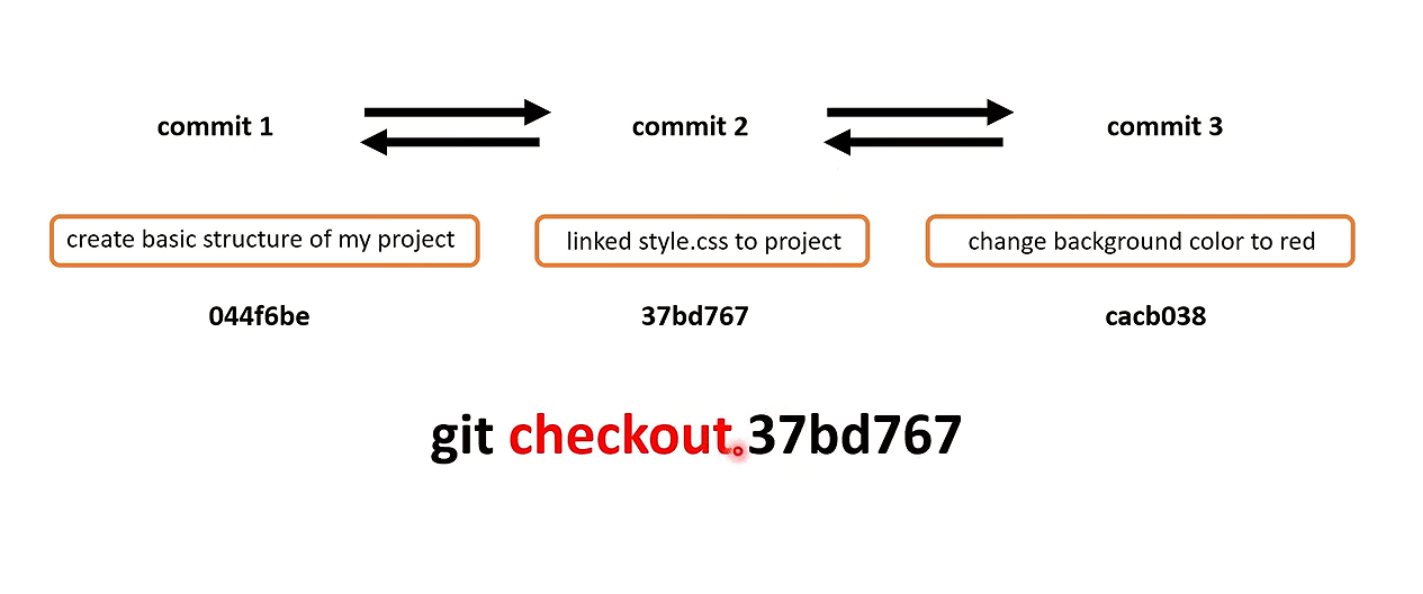 commit 1 commit 2 commit 3
create basic structure of my project linked style.css to project change background color to red
044f6be 37bd767 cacb038
git checkout 37bd767